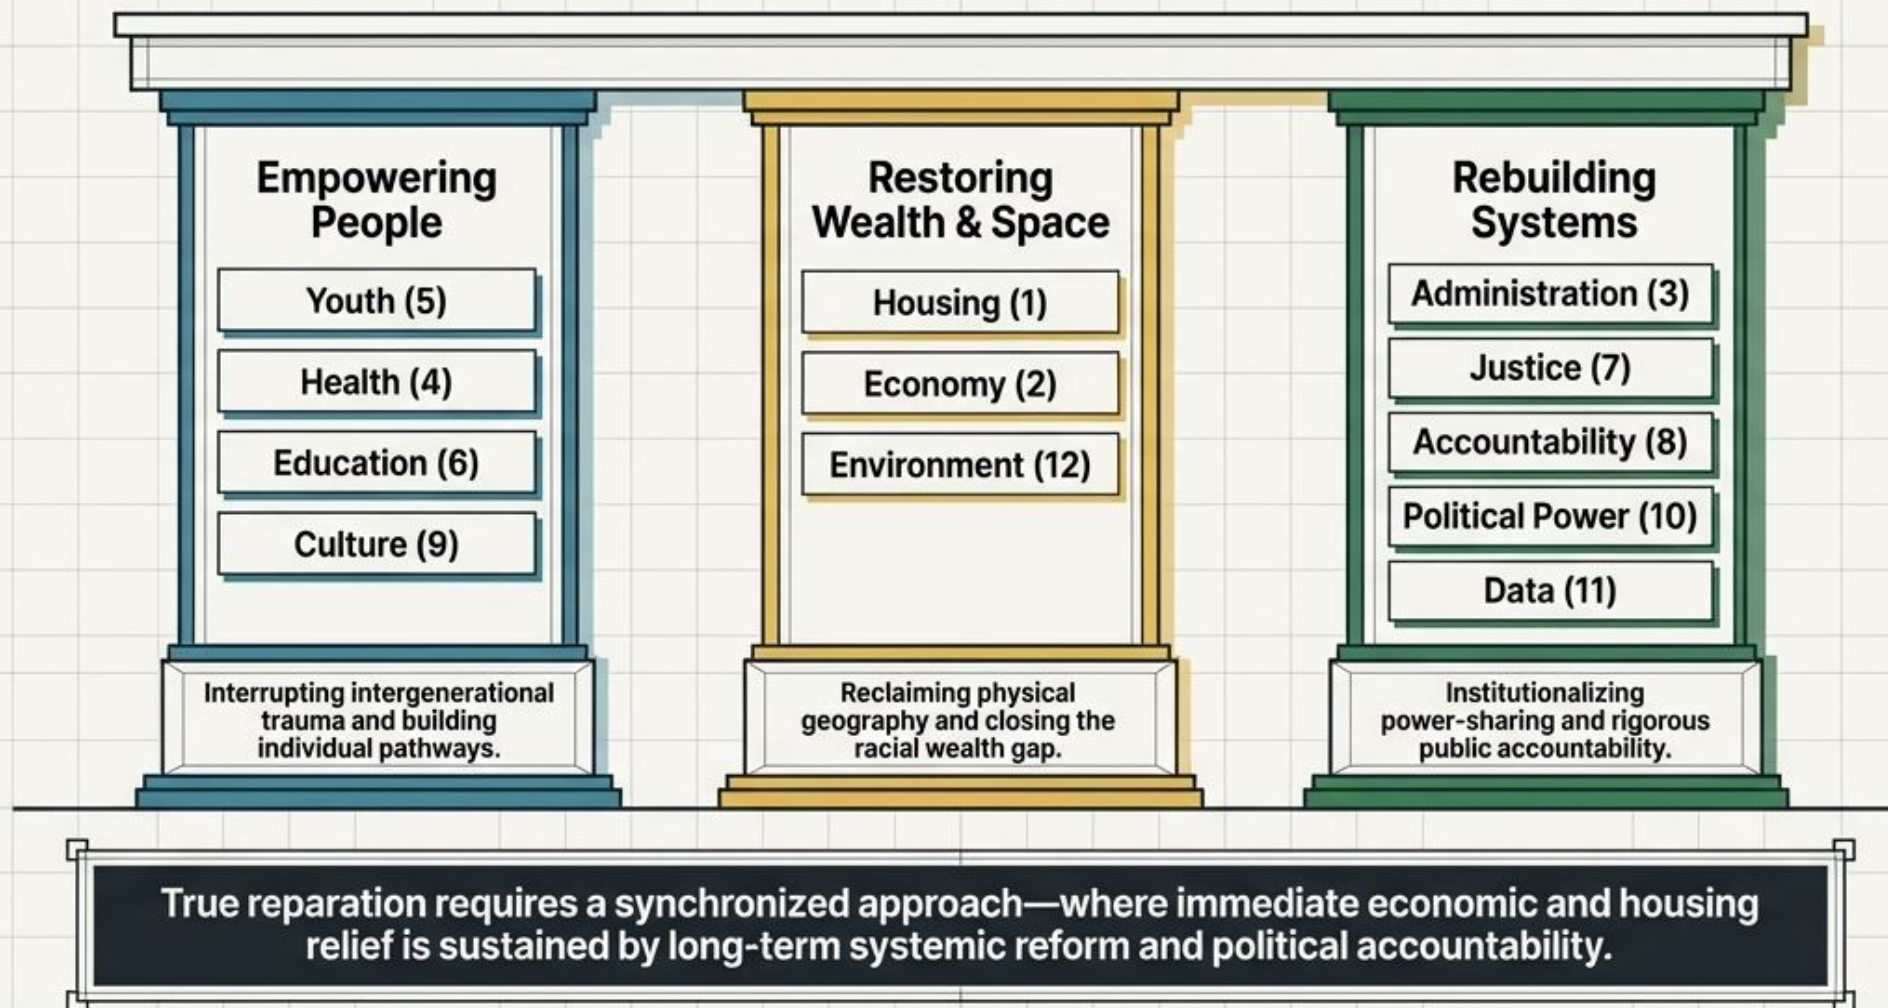 Empowering
People
Youth (5)
Health (4)
Education (6)
Culture (9)
Interrupting intergenerational
trauma and building
individual pathways.
Restoring
Wealth & Space
Housing (1)
Economy (2)
Environment (12)
Reclaiming physical
geography and closing the
racial wealth gap.
Rebuilding
Systems
Administration (3)
Justice (7)
Accountability (8)
Political Power (10)
Data (11)
Institutionalizing
power-sharing and rigorous
public accountability.
True reparation requires a synchronized approach—where immediate economic and housing
relief is sustained by long-term systemic reform and political accountability.